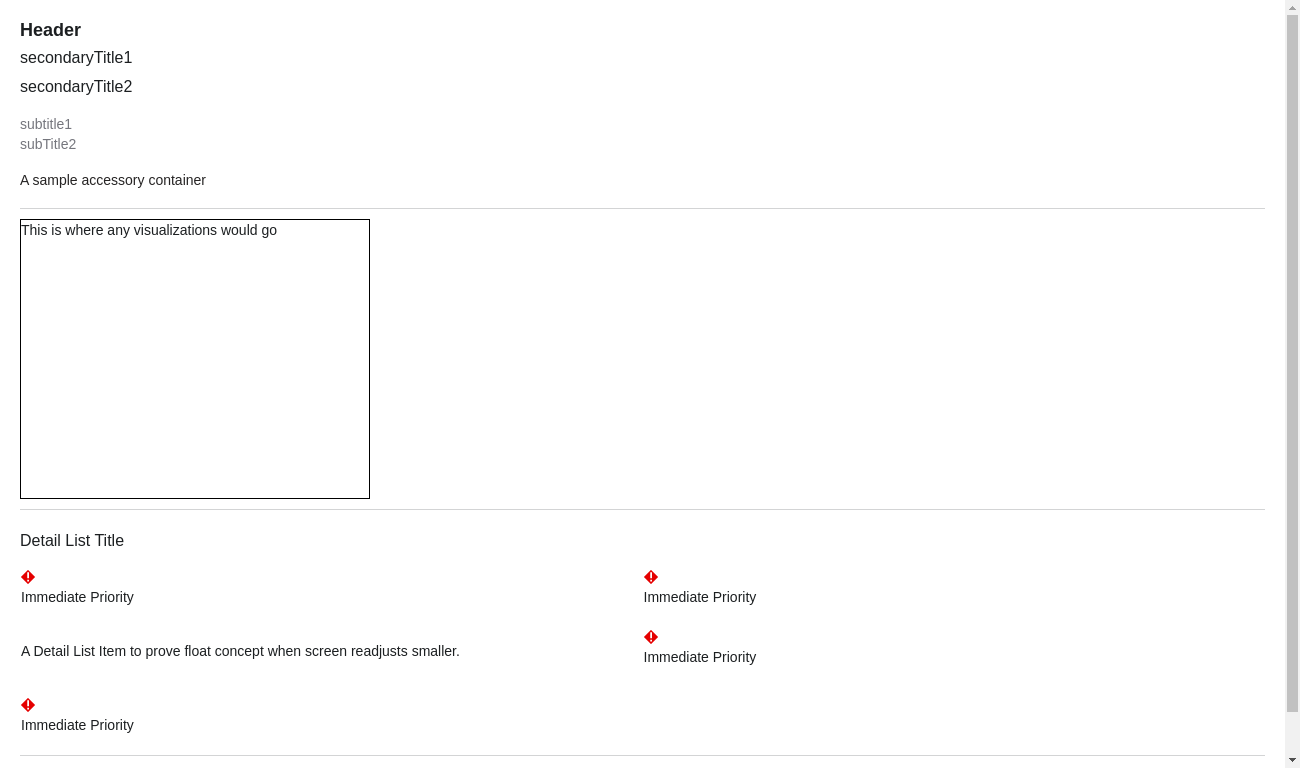 Header
secondaryTitle1
secondaryTitle2
subtitle1
subTitle2
A sample accessory container
This is where any visualizations would go
Detail List Title
Immediate Priority
Immediate Priority
A Detail List Item to prove float concept when screen readjusts smaller.
Immediate Priority
Immediate Priority